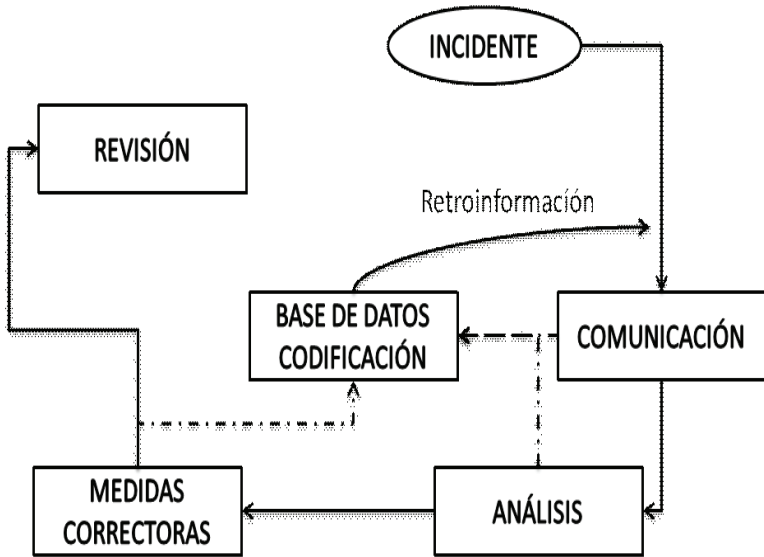 INCIDENTE
REVISIÓN
Retroinformación
BASE DE DATOS
CODIFICACIÓN
COMUNICACIÓN
MEDIDAS
CORRECTORAS
ANÁLISIS